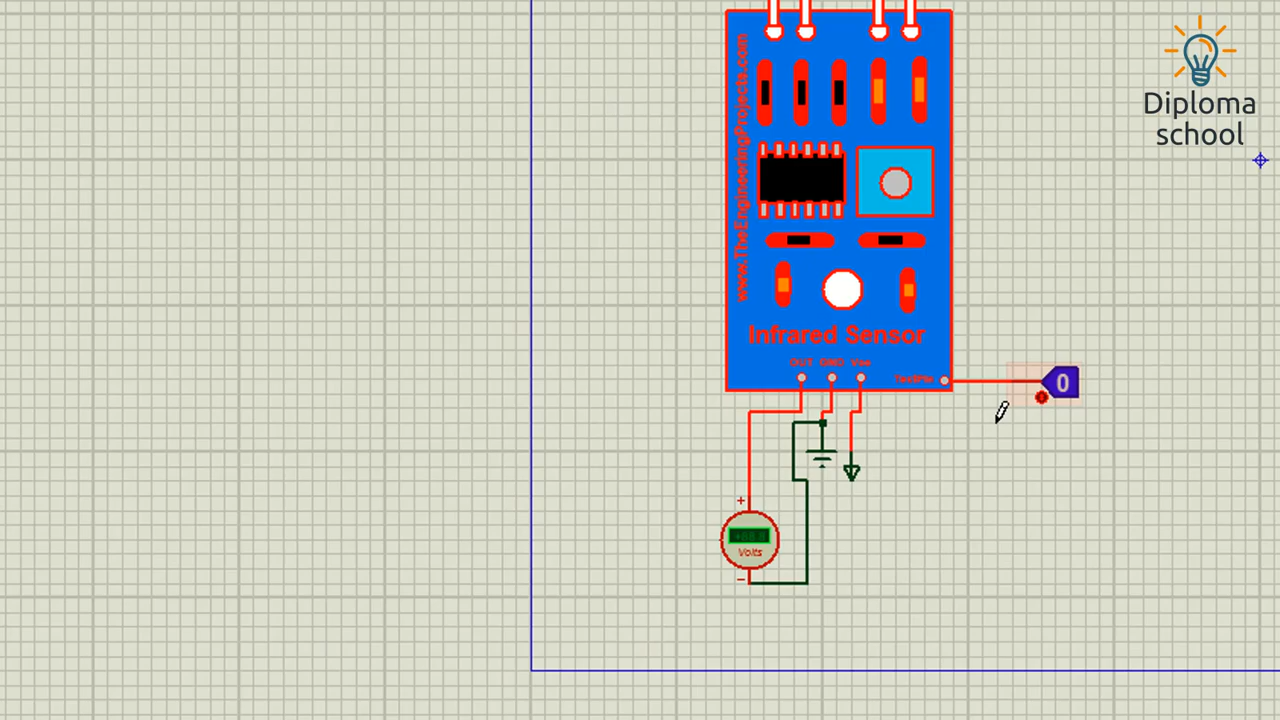 Diploma
school
www.TheEngineeringProjects.com
Infrared Sensor
OUT GND Vcc
TestPin
0
+
Volts
−